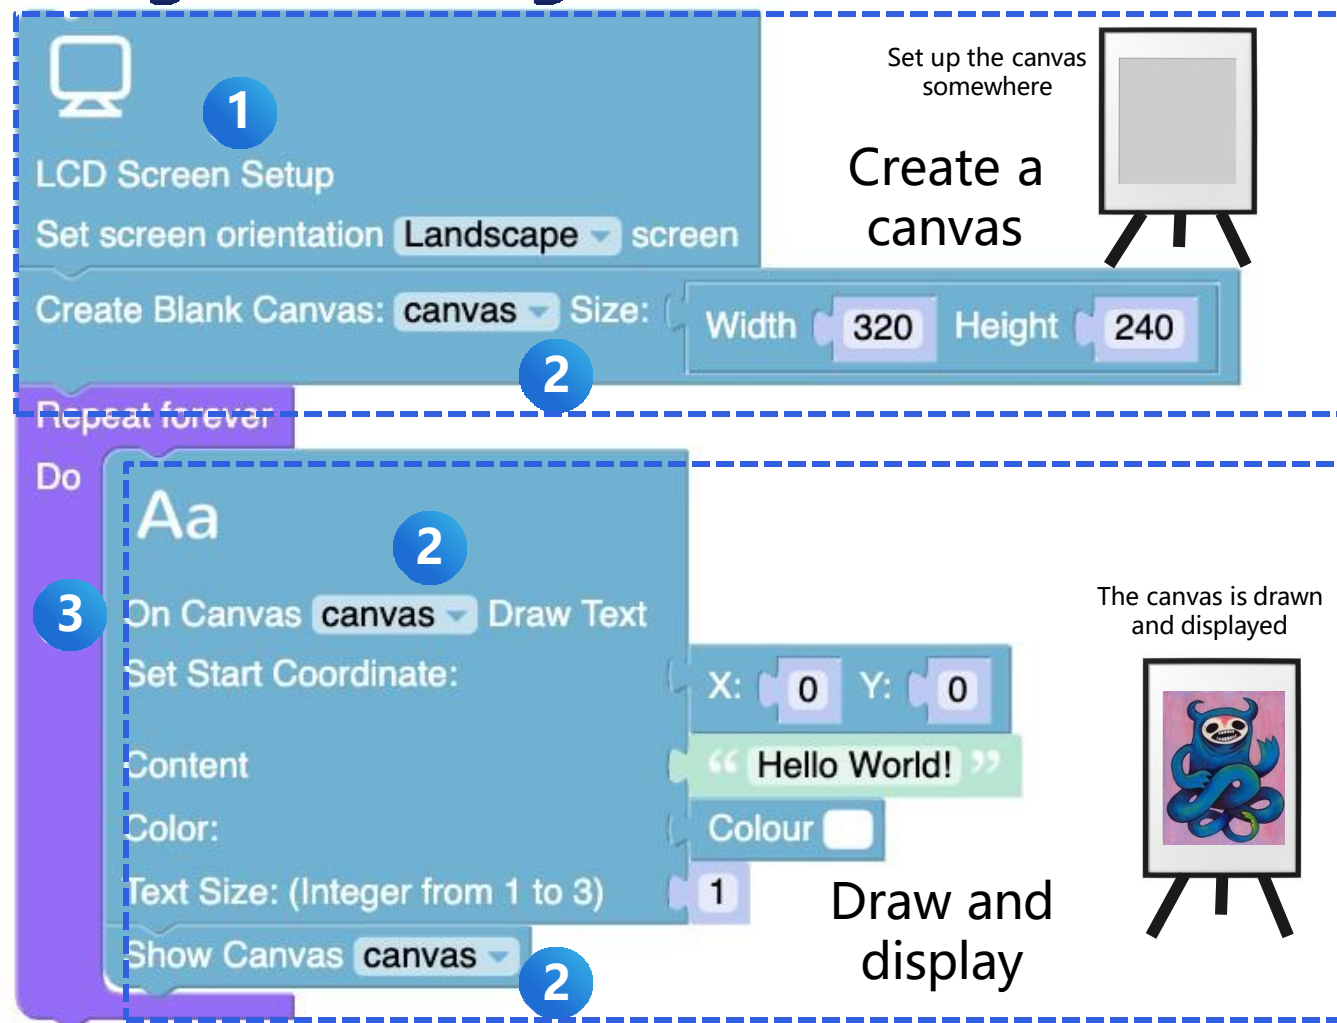 Set up the canvas
somewhere
1
LCD Screen Setup
Create a
canvas
Set screen orientation Landscape screen
Create Blank Canvas: canvas Size: Width 320 Height 240
2
Repeat forever
Do
Aa
2
3
On Canvas canvas Draw Text
The canvas is drawn
and displayed
Set Start Coordinate: X: 0 Y: 0
Content “ Hello World! ”
Color: Colour
Text Size: (Integer from 1 to 3) 1
Draw and
display
Show Canvas canvas
2